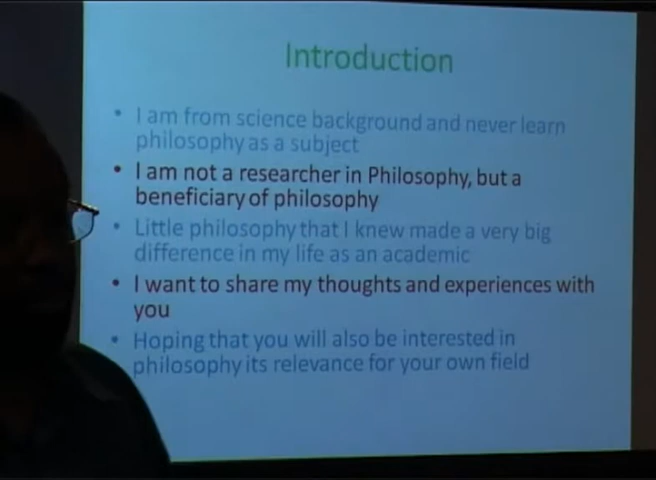 Introduction
• I am from science background and never learn
philosophy as a subject
• I am not a researcher in Philosophy, but a
beneficiary of philosophy
• Little philosophy that I knew made a very big
difference in my life as an academic
• I want to share my thoughts and experiences with
you
• Hoping that you will also be interested in
philosophy its relevance for your own field